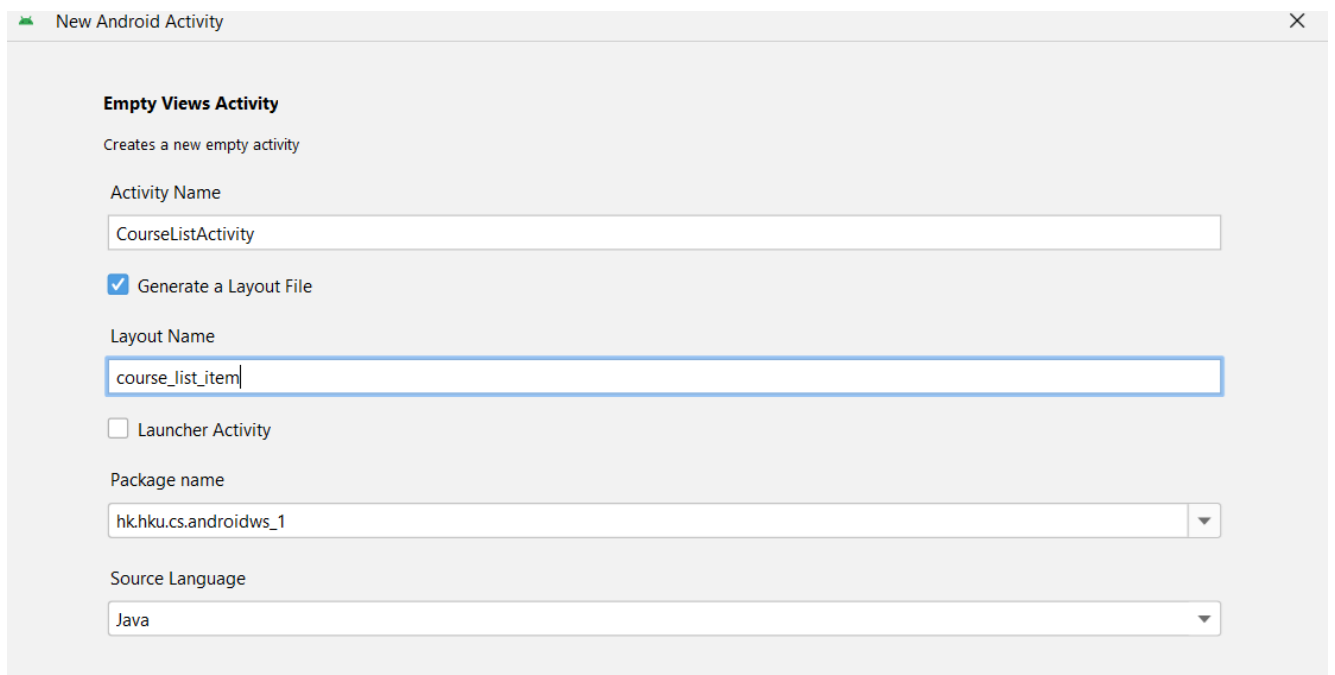 New Android Activity
Empty Views Activity
Creates a new empty activity
Activity Name
CourseListActivity
Generate a Layout File
Layout Name
course_list_item
Launcher Activity
Package name
hk.hku.cs.androidws_1
Source Language
Java